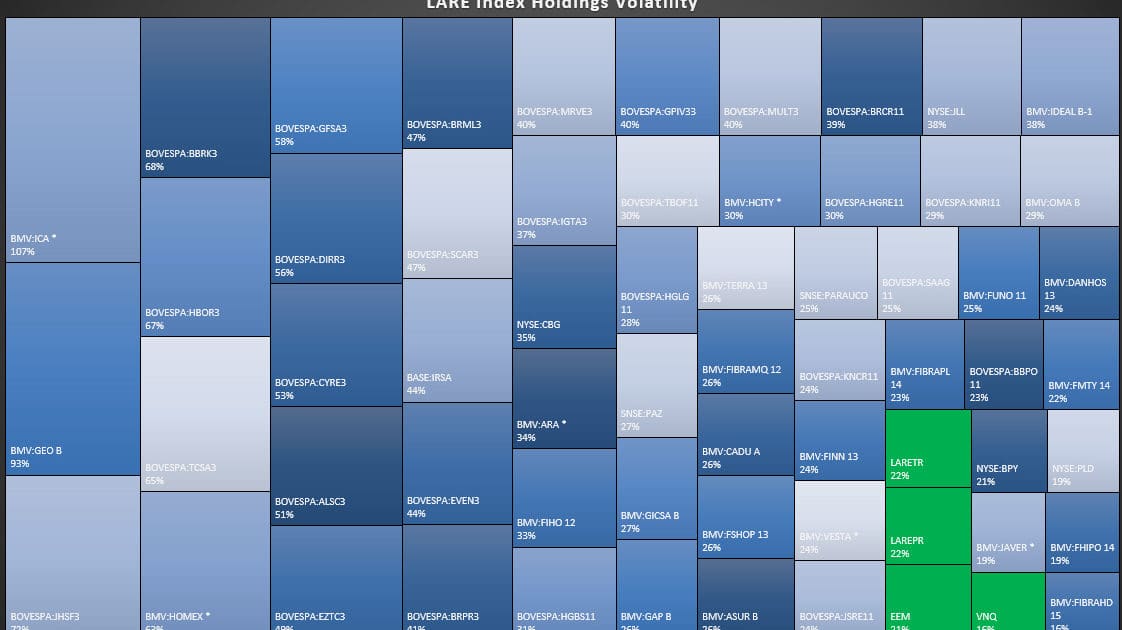 LARE Index Holdings Volatility
BMV:ICA *
107%
BMV:GEO B
93%
BOVESPA:JHSF3
72%
BOVESPA:BBRK3
68%
BOVESPA:HBOR3
67%
BOVESPA:TCSA3
65%
BMV:HOMEX *
63%
BOVESPA:GFSA3
58%
BOVESPA:DIRR3
56%
BOVESPA:CYRE3
53%
BOVESPA:ALSC3
51%
BOVESPA:EZTC3
49%
BOVESPA:BRML3
47%
BOVESPA:SCAR3
47%
BASE:IRSA
44%
BOVESPA:EVEN3
44%
BOVESPA:BRPR3
41%
BOVESPA:MRVE3
40%
BOVESPA:GPIV33
40%
BOVESPA:MULT3
40%
BOVESPA:BRCR11
39%
NYSE:JLL
38%
BMV:IDEAL B-1
38%
BOVESPA:IGTA3
37%
NYSE:CBG
35%
BMV:ARA *
34%
BMV:FIHO 12
33%
BOVESPA:HGBS11
31%
BOVESPA:TBOF11
30%
BMV:HCITY *
30%
BOVESPA:HGRE11
30%
BOVESPA:KNRI11
29%
BMV:OMA B
29%
BOVESPA:HGLG
11
28%
SNSE:PAZ
27%
BMV:GICSA B
27%
BMV:GAP B
26%
BMV:TERRA 13
26%
BMV:FIBRAMQ 12
26%
BMV:CADU A
26%
BMV:FSHOP 13
26%
BMV:ASUR B
26%
SNSE:PARAUCO
25%
BOVESPA:SAAG
11
25%
BMV:FUNO 11
25%
BMV:DANHOS
13
24%
BOVESPA:KNCR11
24%
BMV:FINN 13
24%
BMV:VESTA *
24%
BOVESPA:JSRE11
24%
BMV:FIBRAPL
14
23%
BOVESPA:BBPO
11
23%
BMV:FMTY 14
22%
LARETR
22%
LAREPR
22%
EEM
21%
NYSE:BPY
21%
NYSE:PLD
19%
BMV:JAVER *
19%
BMV:FHIPO 14
19%
VNQ
16%
BMV:FIBRAHD
15
16%